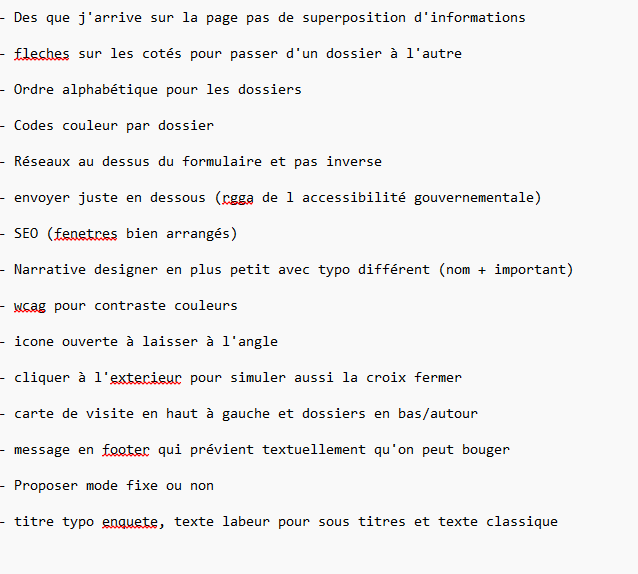 - Des que j'arrive sur la page pas de superposition d'informations
- fleches sur les cotés pour passer d'un dossier à l'autre
- Ordre alphabétique pour les dossiers
- Codes couleur par dossier
- Réseaux au dessus du formulaire et pas inverse
- envoyer juste en dessous (rgga de l accessibilité gouvernementale)
- SEO (fenetres bien arrangés)
- Narrative designer en plus petit avec typo différent (nom + important)
- wcag pour contraste couleurs
- icone ouverte à laisser à l'angle
- cliquer à l'exterieur pour simuler aussi la croix fermer
- carte de visite en haut à gauche et dossiers en bas/autour
- message en footer qui prévient textuellement qu'on peut bouger
- Proposer mode fixe ou non
- titre typo enquete, texte labeur pour sous titres et texte classique